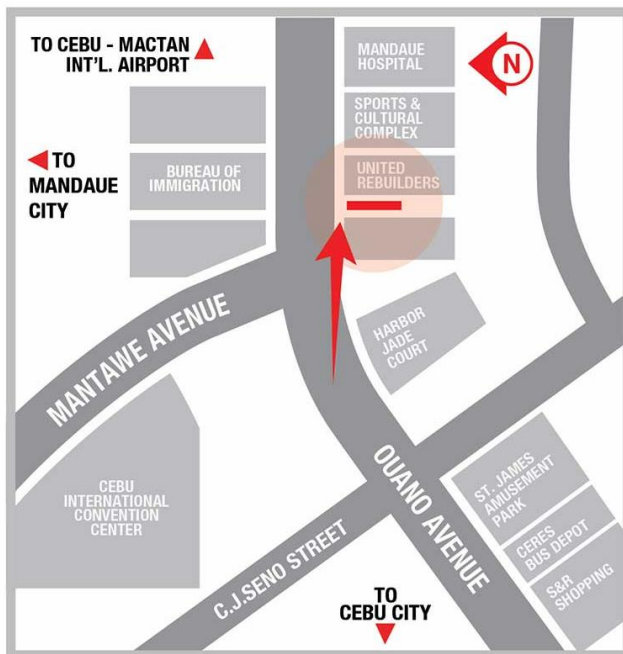 TO CEBU - MACTAN
INT'L. AIRPORT
MANDAUE
HOSPITAL
N
SPORTS &
CULTURAL
COMPLEX
TO
MANDAUE
CITY
BUREAU OF
IMMIGRATION
UNITED
REBUILDERS
MANTAWE AVENUE
HARBOR
JADE
COURT
CEBU
INTERNATIONAL
CONVENTION
CENTER
OUANO AVENUE
ST. JAMES
AMUSEMENT
PARK
CERES
BUS DEPOT
S&R
SHOPPING
C.J.SENO STREET
TO
CEBU CITY